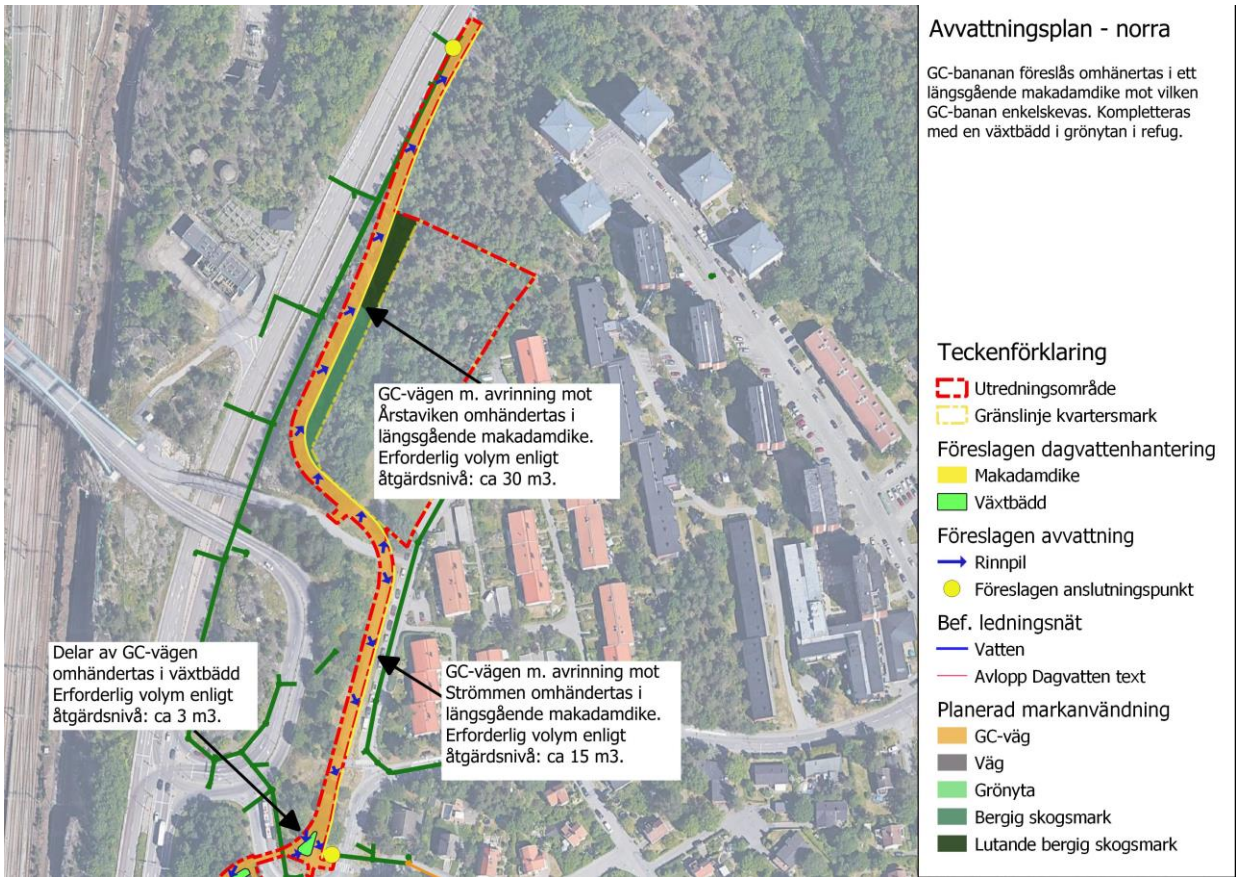 Avvattningsplan - norra
GC-bananan föreslås omhänertas i ett
längsgående makadamdike mot vilken
GC-banan enkelskevas. Kompletteras
med en växtbädd i grönytan i refug.
GC-vägen m. avrinning mot
Årstaviken omhändertas i
längsgående makadamdike.
Erforderlig volym enligt
åtgärdsnivå: ca 30 m3.
Delar av GC-vägen
omhändertas i växtbädd
Erforderlig volym enligt
åtgärdsnivå: ca 3 m3.
GC-vägen m. avrinning mot
Strömmen omhändertas i
längsgående makadamdike.
Erforderlig volym enligt
åtgärdsnivå: ca 15 m3.
Teckenförklaring
Utredningsområde
Gränslinje kvartersmark
Föreslagen dagvattenhantering
Makadamdike
Växtbädd
Föreslagen avvattning
Rinnpil
Föreslagen anslutningspunkt
Bef. ledningsnät
Vatten
Avlopp Dagvatten text
Planerad markanvändning
GC-väg
Väg
Grönyta
Bergig skogsmark
Lutande bergig skogsmark